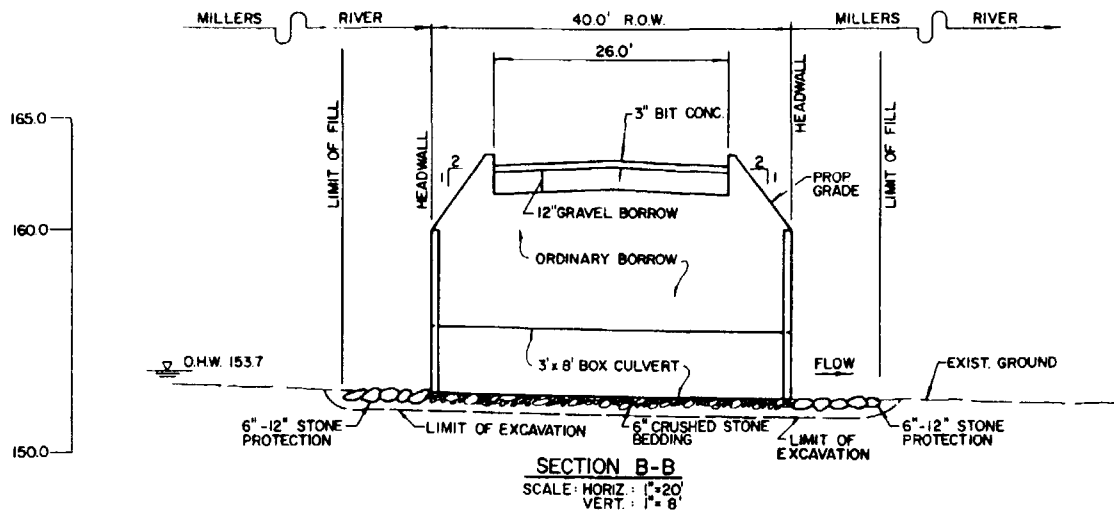 MILLERS RIVER
40.0' R.O.W.
MILLERS RIVER
26.0'
165.0
160.0
150.0
LIMIT OF FILL
HEADWALL
HEADWALL
LIMIT OF FILL
3" BIT CONC.
2
1
2
1
PROP
GRADE
12" GRAVEL BORROW
ORDINARY BORROW
3' x 8' BOX CULVERT
O.H.W. 153.7
FLOW
EXIST. GROUND
6"-12" STONE
PROTECTION
LIMIT OF EXCAVATION
6" CRUSHED STONE
BEDDING
LIMIT OF
EXCAVATION
6"-12" STONE
PROTECTION
SECTION B-B
SCALE: HORIZ.: 1"=20'
VERT.: 1"= 8'